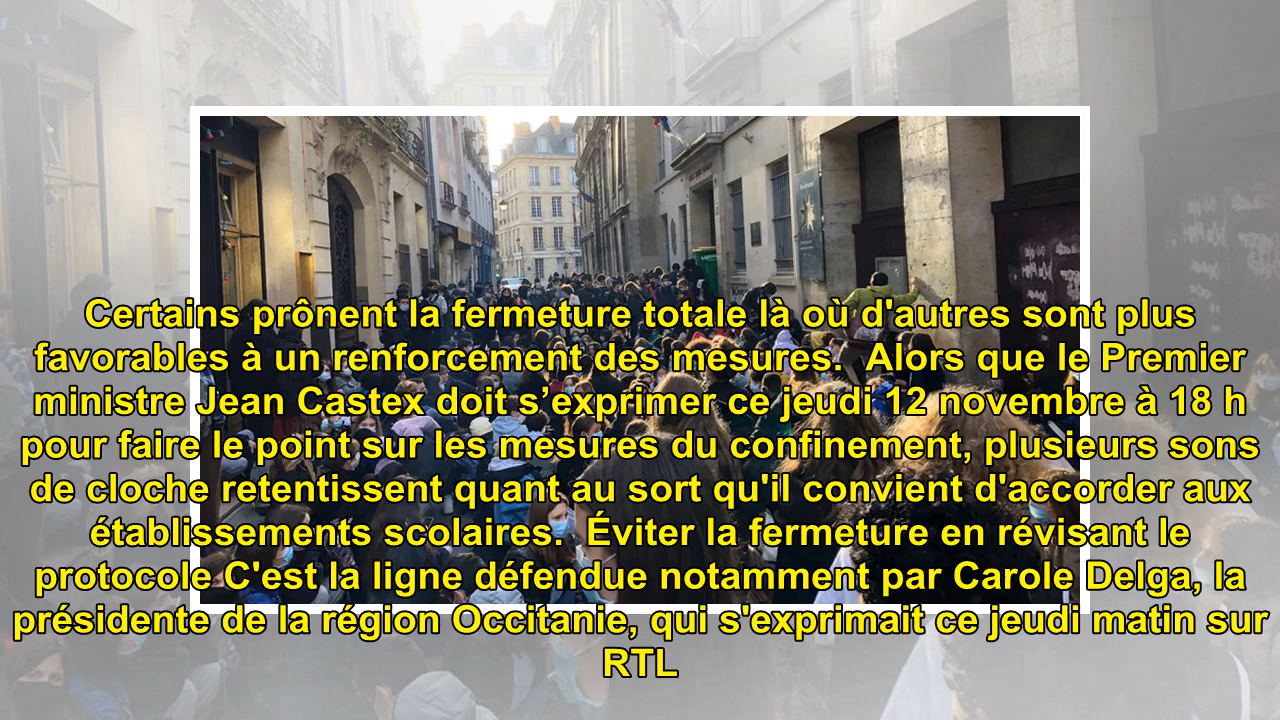 Certains prônent la fermeture totale là où d'autres sont plus
favorables à un renforcement des mesures.  Alors que le Premier
ministre Jean Castex doit s’exprimer ce jeudi 12 novembre à 18 h
pour faire le point sur les mesures du confinement, plusieurs sons
de cloche retentissent quant au sort qu'il convient d'accorder aux
établissements scolaires.  Éviter la fermeture en révisant le
protocole C'est la ligne défendue notamment par Carole Delga, la
présidente de la région Occitanie, qui s'exprimait ce jeudi matin sur
RTL